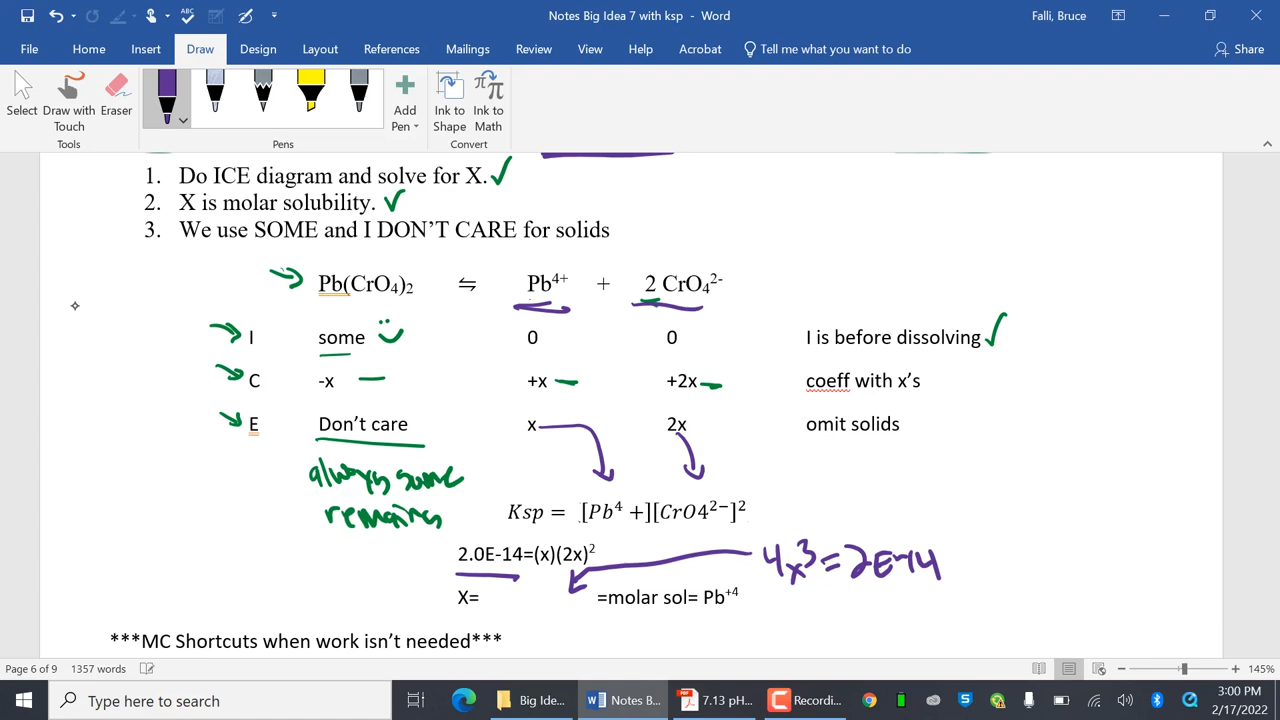 Notes Big Idea 7 with ksp - Word
Falli, Bruce
File Home Insert Draw Design Layout References Mailings Review View Help Acrobat Tell me what you want to do Share
Select Draw with Touch Eraser Add Pen Ink to Shape Ink to Math
Tools Pens Convert
1. Do ICE diagram and solve for X. ✓
2. X is molar solubility. ✓
3. We use SOME and I DON'T CARE for solids
Pb(CrO₄)₂ ⇋ Pb⁴⁺ + 2 CrO₄²⁻
I some 0 0 I is before dissolving ✓
C -x +x +2x coeff with x's
E Don't care x 2x omit solids
always some
remains
Ksp = [Pb⁴ +][CrO4²⁻]²
2.0E-14=(x)(2x)² 4x³=2E-14
X= =molar sol= Pb⁺⁴
***MC Shortcuts when work isn't needed***
Page 6 of 9 1357 words 145%
Type here to search Big Ide... Notes B... 7.13 pH... Recordi... 3:00 PM
2/17/2022